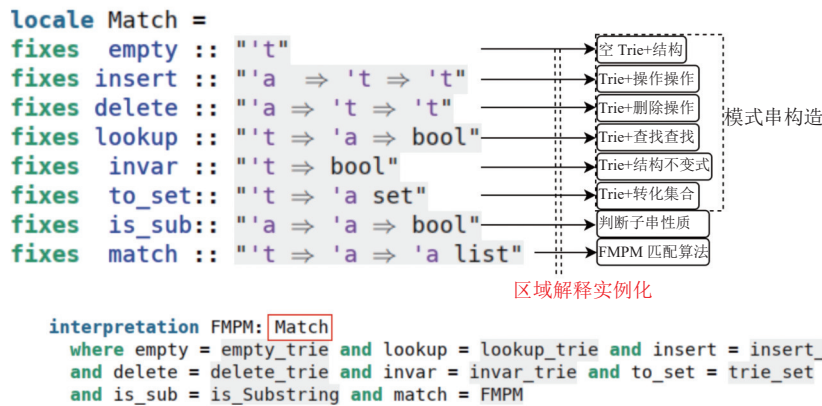 locale Match =
fixes empty :: "'t" 空 Trie+结构
fixes insert :: "'a ⇒ 't ⇒ 't" Trie+操作操作
fixes delete :: "'a ⇒ 't ⇒ 't" Trie+删除操作
模式串构造
fixes lookup :: "'t ⇒ 'a ⇒ bool" Trie+查找查找
fixes invar :: "'t ⇒ bool" Trie+结构不变式
fixes to_set:: "'t ⇒ 'a set" Trie+转化集合
fixes is_sub:: "'a ⇒ 'a ⇒ bool" 判断子串性质
fixes match :: "'t ⇒ 'a ⇒ 'a list" FMPM 匹配算法
区域解释实例化
interpretation FMPM: Match
where empty = empty_trie and lookup = lookup_trie and insert = insert_
and delete = delete_trie and invar = invar_trie and to_set = trie_set
and is_sub = is_Substring and match = FMPM